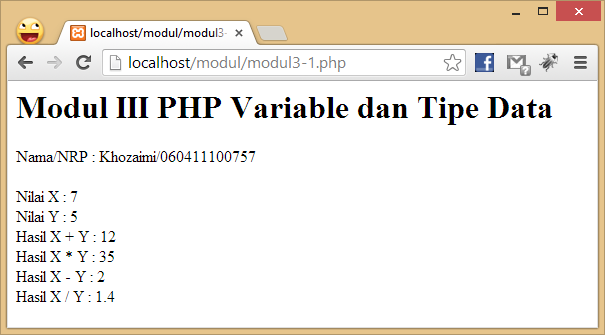 localhost/modul/modul3-
localhost/modul/modul3-1.php
Modul III PHP Variable dan Tipe Data
Nama/NRP : Khozaimi/060411100757
Nilai X : 7
Nilai Y : 5
Hasil X + Y : 12
Hasil X * Y : 35
Hasil X - Y : 2
Hasil X / Y : 1.4